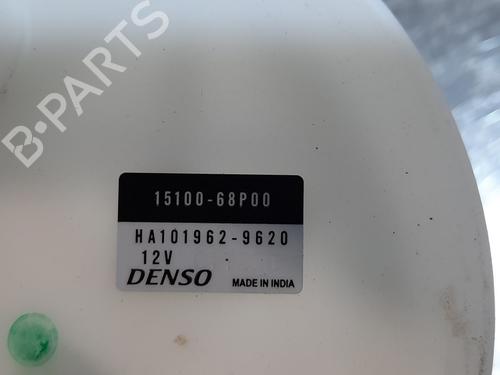 B-PARTS
15100-68P00
HA101962-9620
12V
DENSO MADE IN INDIA